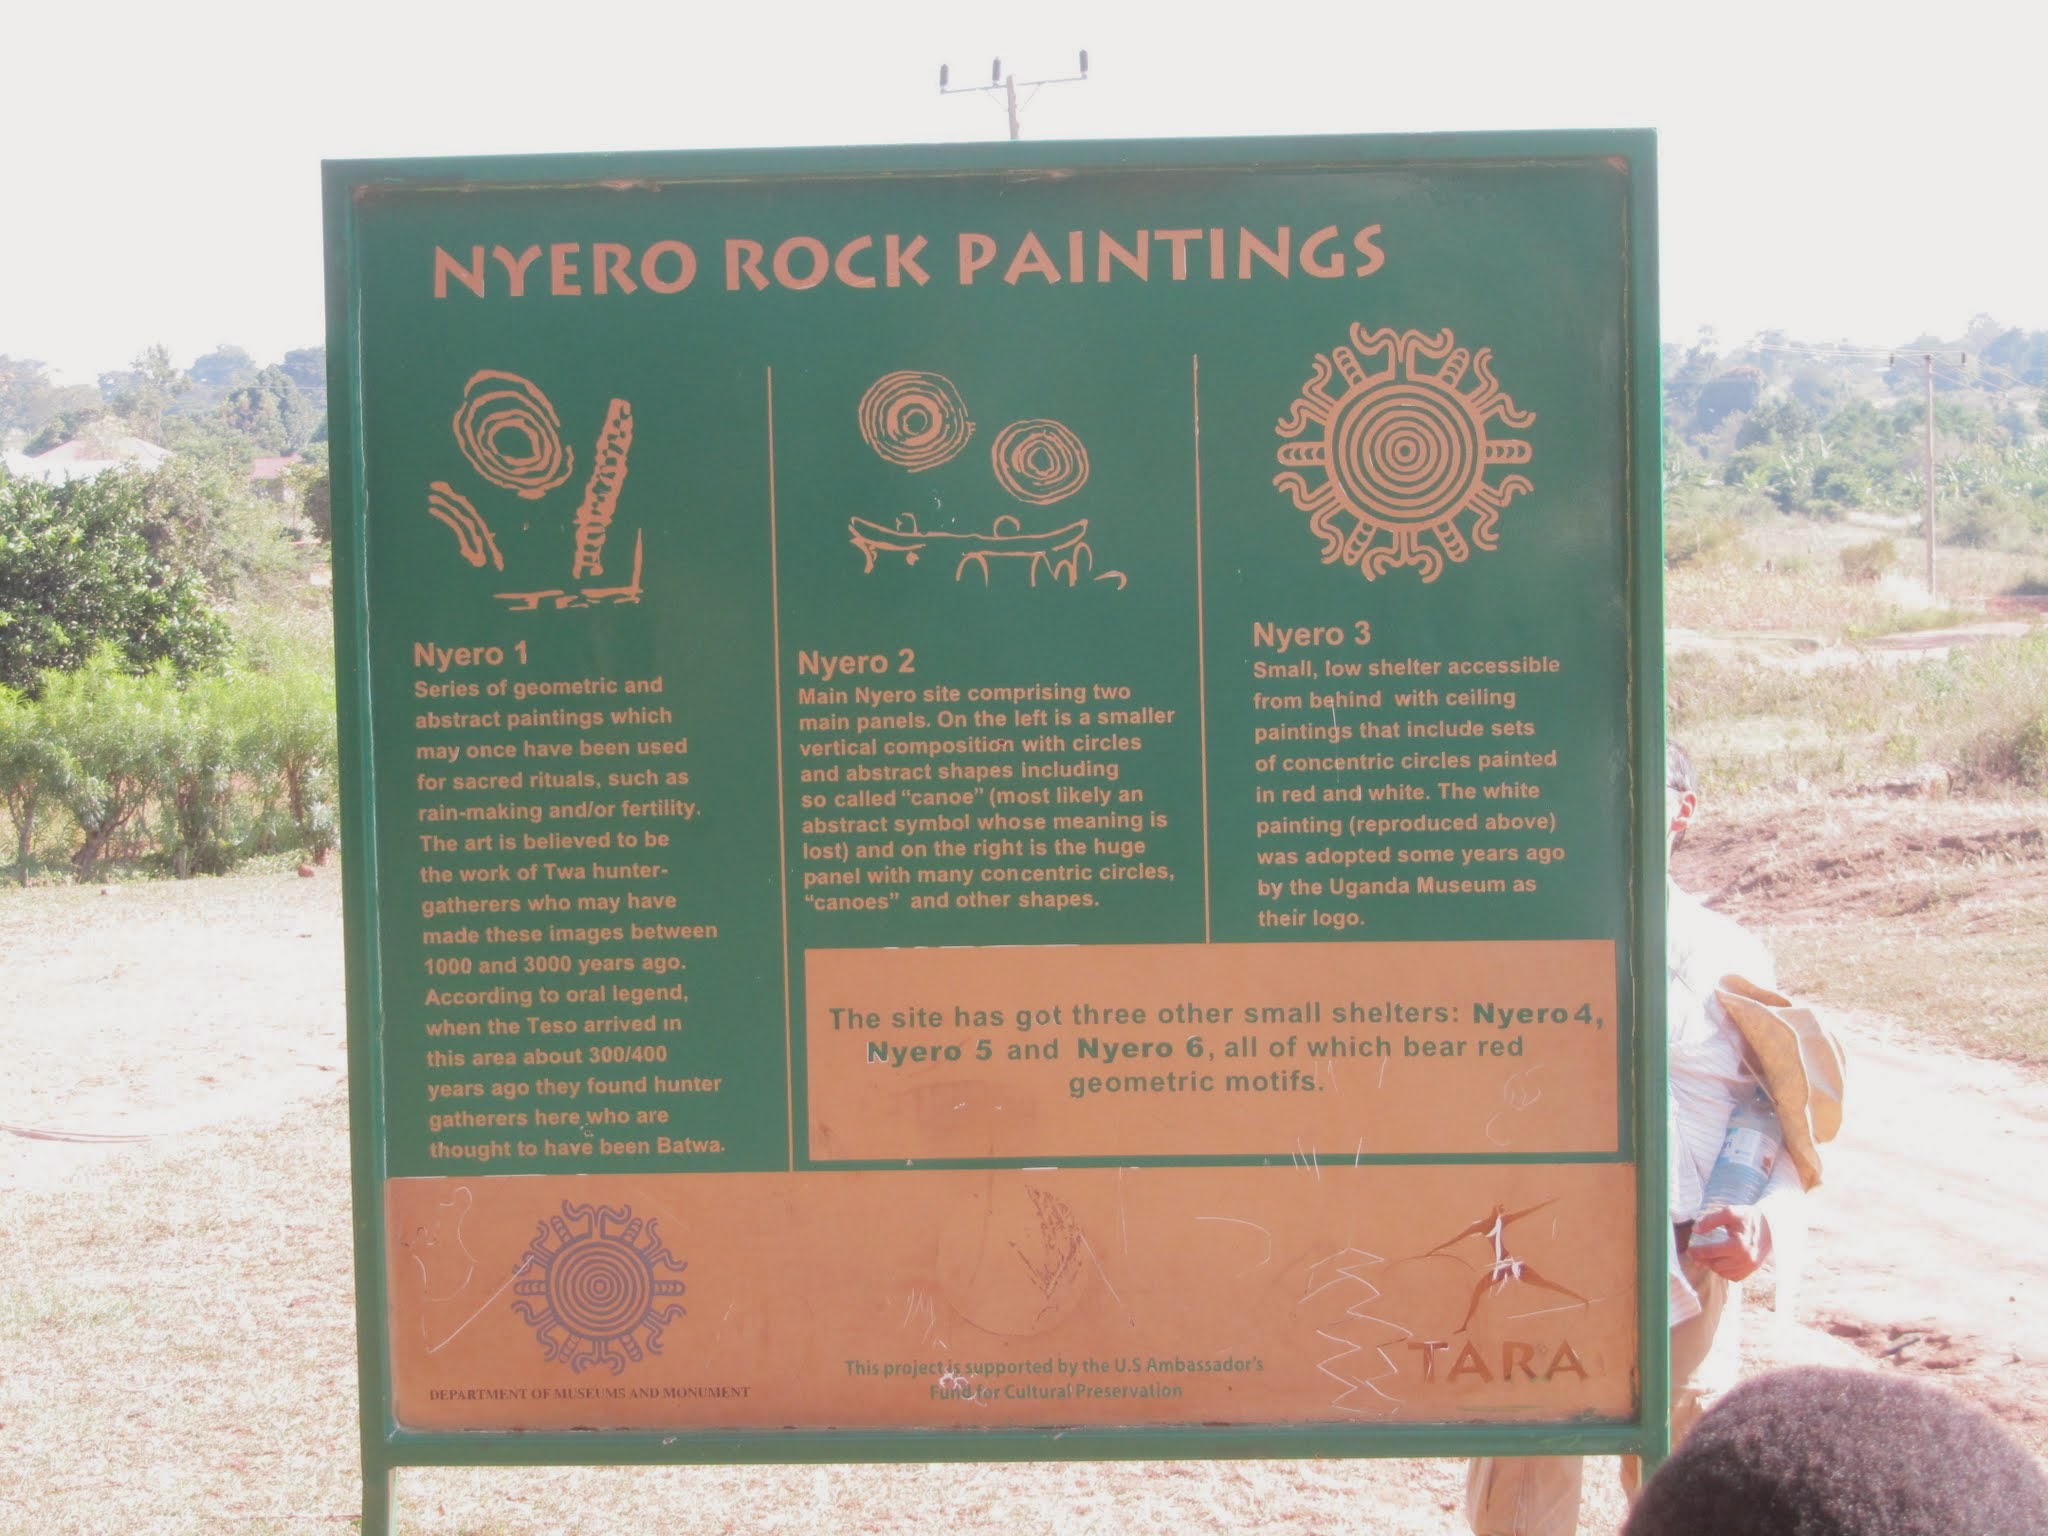 NYERO ROCK PAINTINGS
Nyero 1
Series of geometric and
abstract paintings which
may once have been used
for sacred rituals, such as
rain-making and/or fertility.
The art is believed to be
the work of Twa hunter-
gatherers who may have
made these images between
1000 and 3000 years ago.
According to oral legend,
when the Teso arrived in
this area about 300/400
years ago they found hunter
gatherers here who are
thought to have been Batwa.
Nyero 2
Main Nyero site comprising two
main panels. On the left is a smaller
vertical composition with circles
and abstract shapes including
so called "canoe" (most likely an
abstract symbol whose meaning is
lost) and on the right is the huge
panel with many concentric circles,
"canoes" and other shapes.
Nyero 3
Small, low shelter accessible
from behind with ceiling
paintings that include sets
of concentric circles painted
in red and white. The white
painting (reproduced above)
was adopted some years ago
by the Uganda Museum as
their logo.
The site has got three other small shelters: Nyero 4,
Nyero 5 and Nyero 6, all of which bear red
geometric motifs.
DEPARTMENT OF MUSEUMS AND MONUMENT
This project is supported by the U.S Ambassador's
Fund for Cultural Preservation
TARA